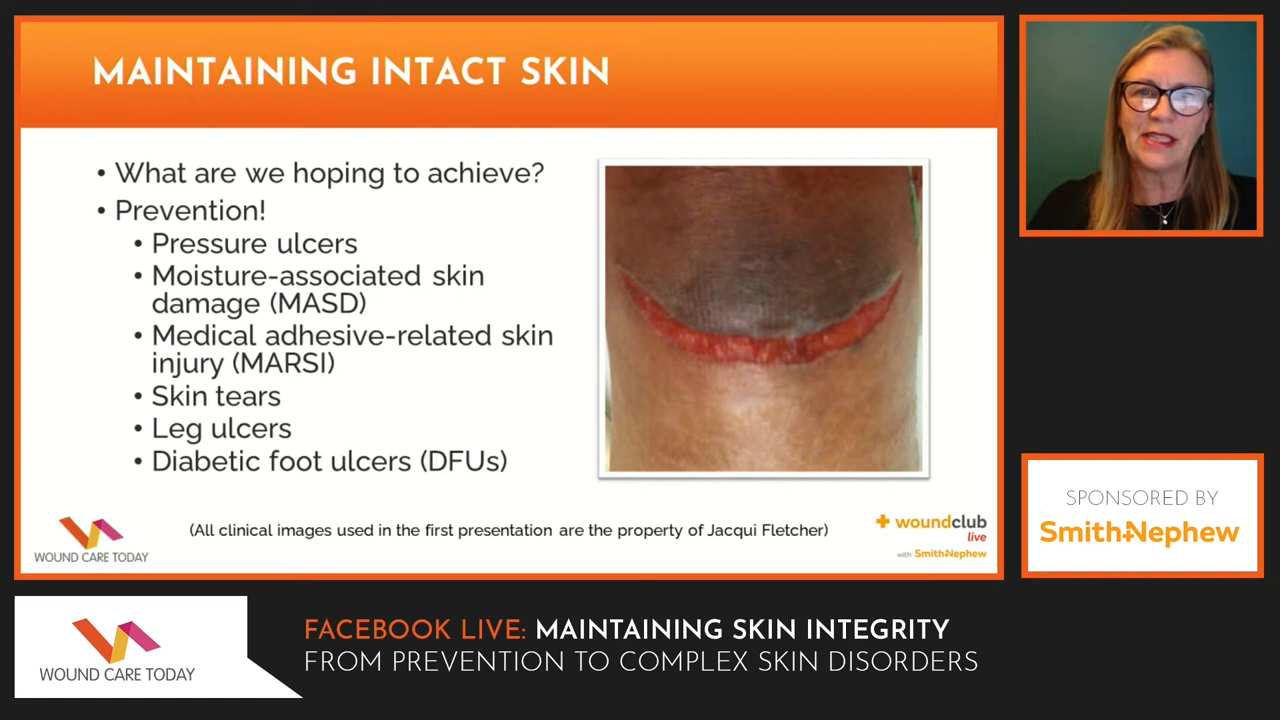 MAINTAINING INTACT SKIN
• What are we hoping to achieve?
• Prevention!
• Pressure ulcers
• Moisture-associated skin
damage (MASD)
• Medical adhesive-related skin
injury (MARSI)
• Skin tears
• Leg ulcers
• Diabetic foot ulcers (DFUs)
(All clinical images used in the first presentation are the property of Jacqui Fletcher)
WOUND CARE TODAY
woundclub
live
with Smith+Nephew
SPONSORED BY
Smith+Nephew
WOUND CARE TODAY
FACEBOOK LIVE: MAINTAINING SKIN INTEGRITY
FROM PREVENTION TO COMPLEX SKIN DISORDERS